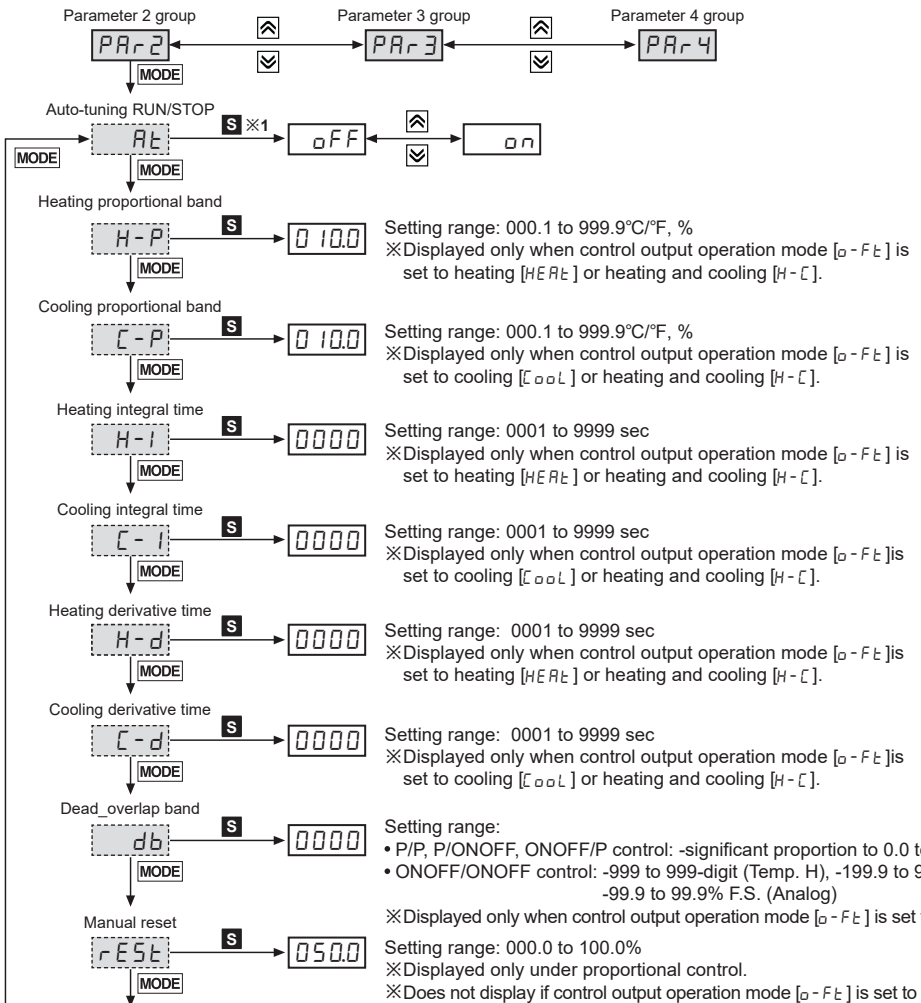 Parameter 2 group
Parameter 3 group
Parameter 4 group
PAr2
PAr3
PAr4
MODE
Auto-tuning RUN/STOP
MODE
At
S ※1
oFF
on
MODE
Heating proportional band
H-P
S
010.0
Setting range: 000.1 to 999.9°C/°F, %
※Displayed only when control output operation mode [o-Ft] is
set to heating [HEAt] or heating and cooling [H-C].
MODE
Cooling proportional band
C-P
S
010.0
Setting range: 000.1 to 999.9°C/°F, %
※Displayed only when control output operation mode [o-Ft] is
set to cooling [CooL] or heating and cooling [H-C].
MODE
Heating integral time
H-I
S
0000
Setting range: 0001 to 9999 sec
※Displayed only when control output operation mode [o-Ft] is
set to heating [HEAt] or heating and cooling [H-C].
MODE
Cooling integral time
C-I
S
0000
Setting range: 0001 to 9999 sec
※Displayed only when control output operation mode [o-Ft]is
set to cooling [CooL] or heating and cooling [H-C].
MODE
Heating derivative time
H-d
S
0000
Setting range: 0001 to 9999 sec
※Displayed only when control output operation mode [o-Ft]is
set to heating [HEAt] or heating and cooling [H-C].
MODE
Cooling derivative time
C-d
S
0000
Setting range: 0001 to 9999 sec
※Displayed only when control output operation mode [o-Ft]is
set to cooling [CooL] or heating and cooling [H-C].
MODE
Dead_overlap band
db
S
0000
Setting range:
• P/P, P/ONOFF, ONOFF/P control: -significant proportion to 0.0
• ONOFF/ONOFF control: -999 to 999-digit (Temp. H), -199.9 to
-99.9 to 99.9% F.S. (Analog)
※Displayed only when control output operation mode [o-Ft] is set
MODE
Manual reset
rESt
S
050.0
Setting range: 000.0 to 100.0%
※Displayed only under proportional control.
※Does not display if control output operation mode [o-Ft] is set to
MODE